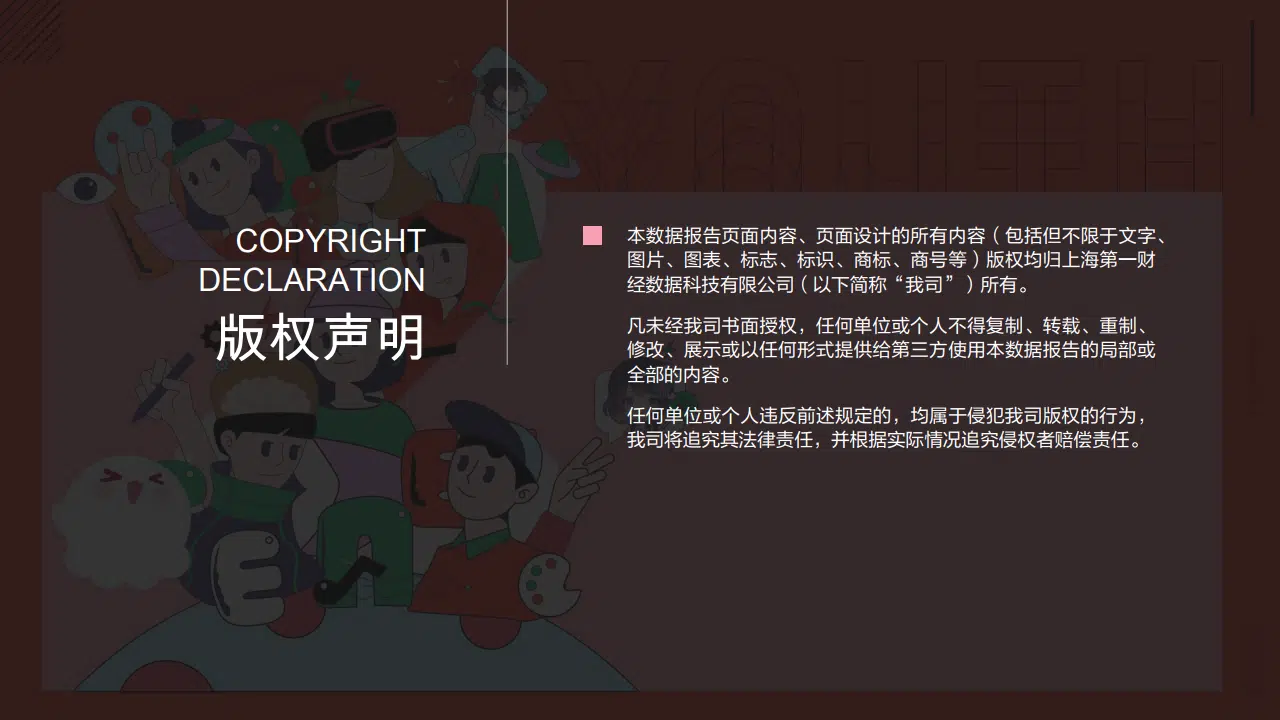 YOUTH
COPYRIGHT
DECLARATION
版权声明
本数据报告页面内容、页面设计的所有内容（包括但不限于文字、
图片、图表、标志、标识、商标、商号等）版权均归上海第一财
经数据科技有限公司（以下简称“我司”）所有。
凡未经我司书面授权，任何单位或个人不得复制、转载、重制、
修改、展示或以任何形式提供给第三方使用本数据报告的局部或
全部的内容。
任何单位或个人违反前述规定的，均属于侵犯我司版权的行为，
我司将追究其法律责任，并根据实际情况追究侵权者赔偿责任。